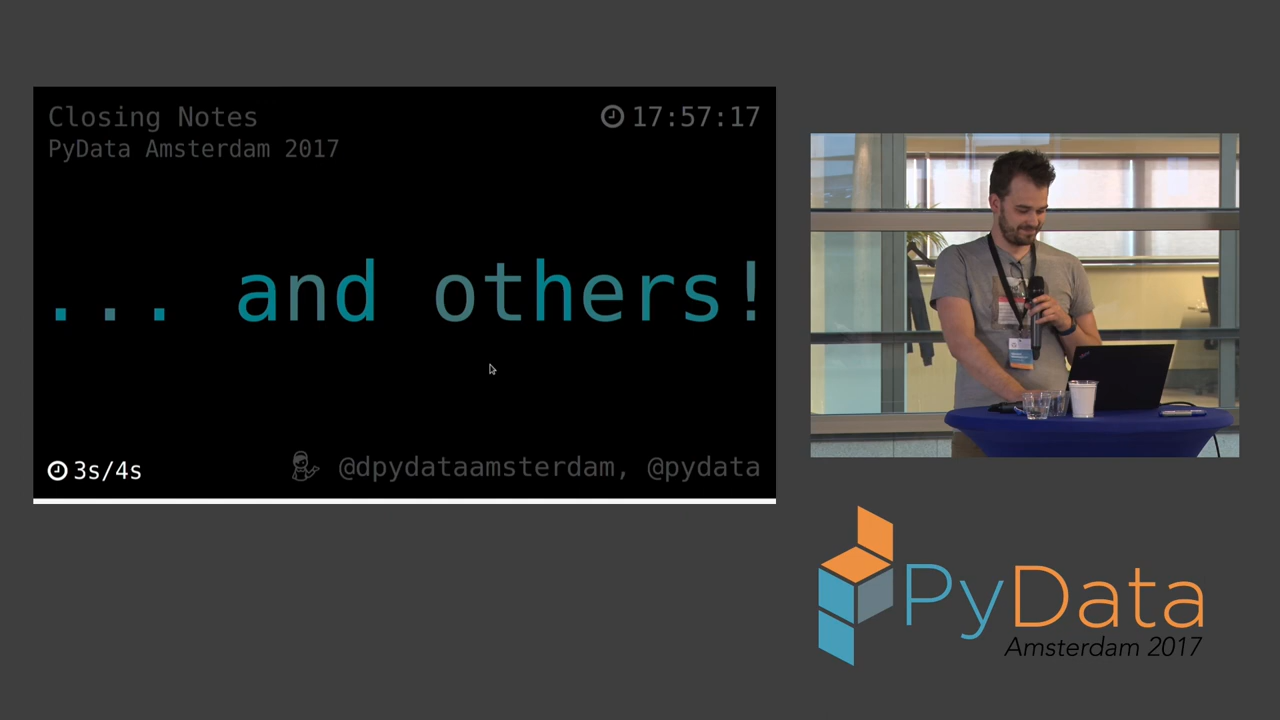 Closing Notes
17:57:17
PyData Amsterdam 2017
... and others!
3s/4s
@dpydataamsterdam, @pydata
PyData
Amsterdam 2017